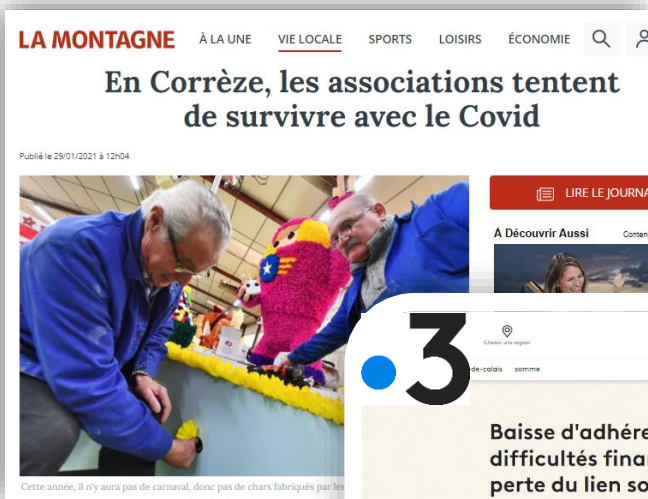 LA MONTAGNE
À LA UNE VIE LOCALE SPORTS LOISIRS ÉCONOMIE
En Corrèze, les associations tentent
de survivre avec le Covid
Publié le 29/01/2021 à 12h04
LIRE LE JOURNA
À Découvrir Aussi Conten
3
Choisir une région
de-calais somme
Baisse d'adhére
difficultés finan
perte du lien so
Cette année, il n'y aura pas de carnaval, donc pas de chars fabriqués par les